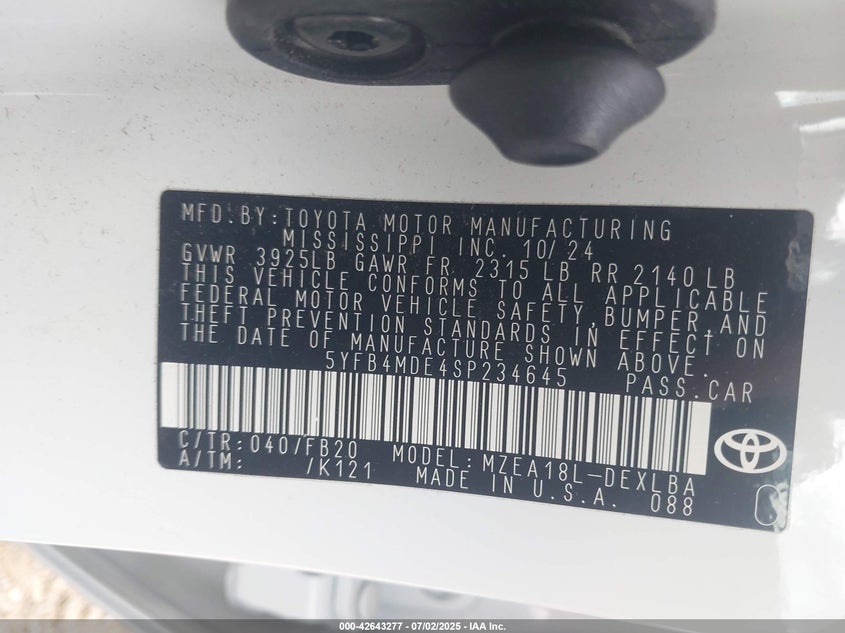 MFD.BY:TOYOTA MOTOR MANUFACTURING
MISSISSIPPI INC. 10/24
GVWR 3925LB GAWR FR 2315 LB RR 2140 LB
THIS VEHICLE CONFORMS TO ALL APPLICABLE
FEDERAL MOTOR VEHICLE SAFETY,BUMPER,AND
THEFT PREVENTION STANDARDS IN EFFECT ON
THE DATE OF MANUFACTURE SHOWN ABOVE.
5YFB4MDE4SP234645 PASS.CAR
C/TR:040/FB20 MODEL:MZEA18L-DEXLBA
A/TM: /K121 MADE IN U.S.A. 088
000-42643277 - 07/02/2025 - IAA Inc.